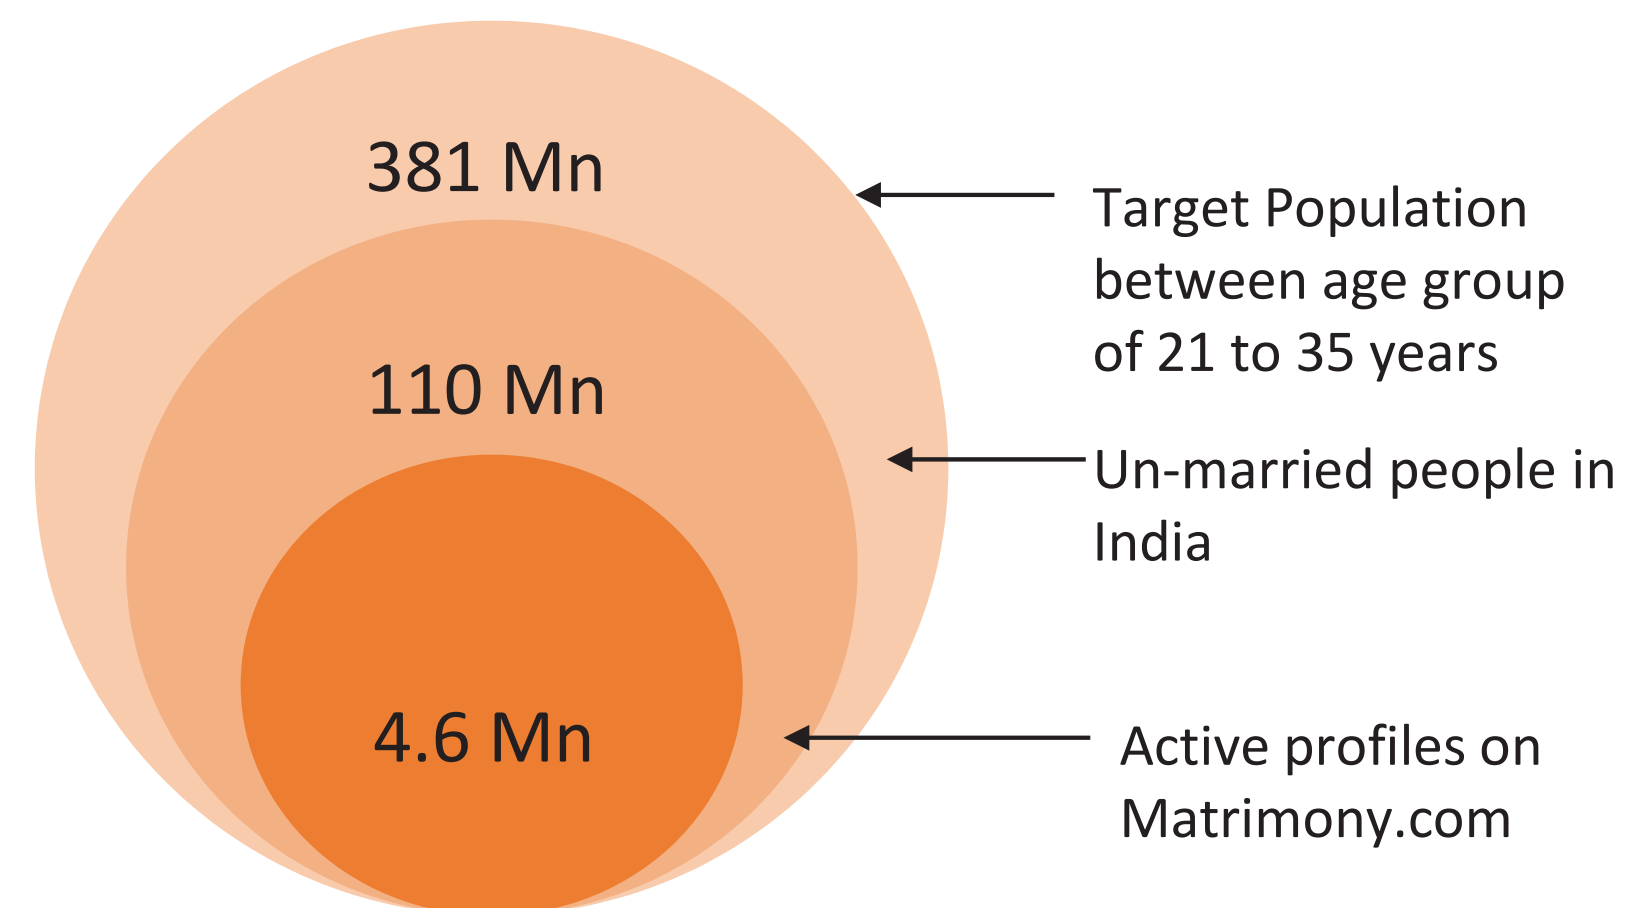 381 Mn
Target Population
between age group
of 21 to 35 years
110 Mn
Un-married people in
India
4.6 Mn
Active profiles on
Matrimony.com